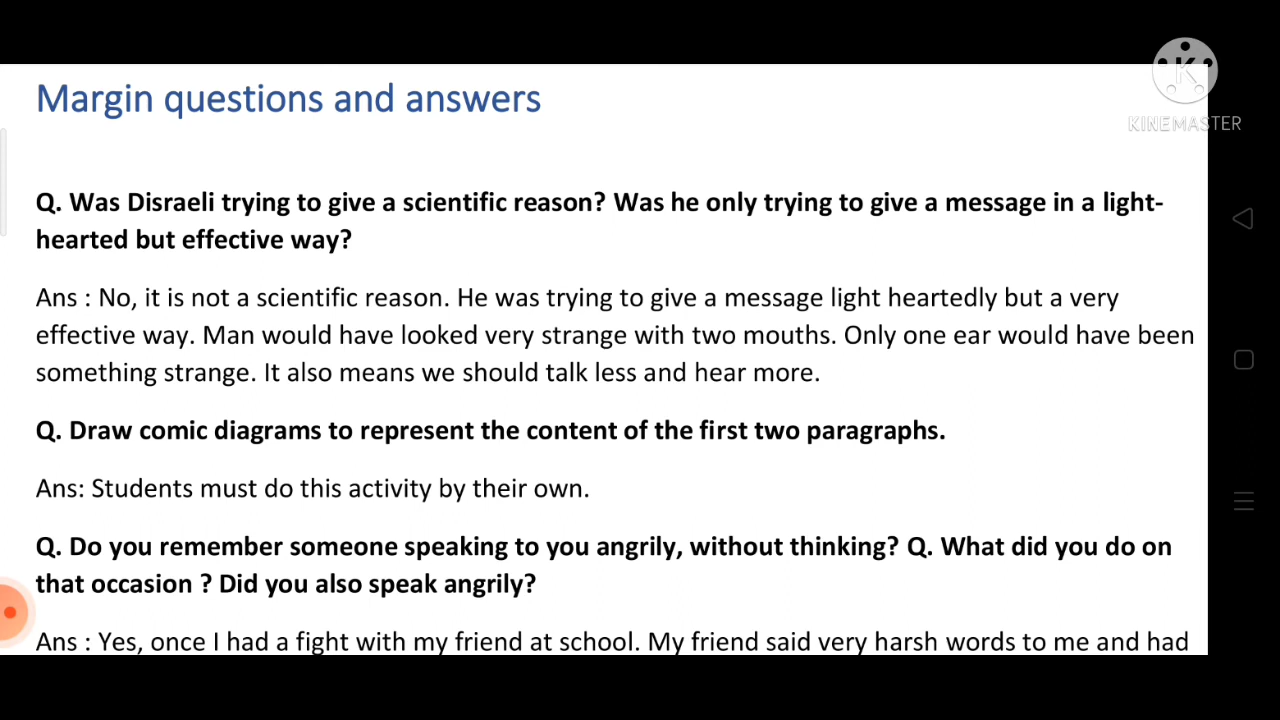 Margin questions and answers
KINEMASTER
Q. Was Disraeli trying to give a scientific reason? Was he only trying to give a message in a light-
hearted but effective way?
Ans : No, it is not a scientific reason. He was trying to give a message light heartedly but a very
effective way. Man would have looked very strange with two mouths. Only one ear would have been
something strange. It also means we should talk less and hear more.
Q. Draw comic diagrams to represent the content of the first two paragraphs.
Ans: Students must do this activity by their own.
Q. Do you remember someone speaking to you angrily, without thinking? Q. What did you do on
that occasion ? Did you also speak angrily?
Ans : Yes, once I had a fight with my friend at school. My friend said very harsh words to me and had